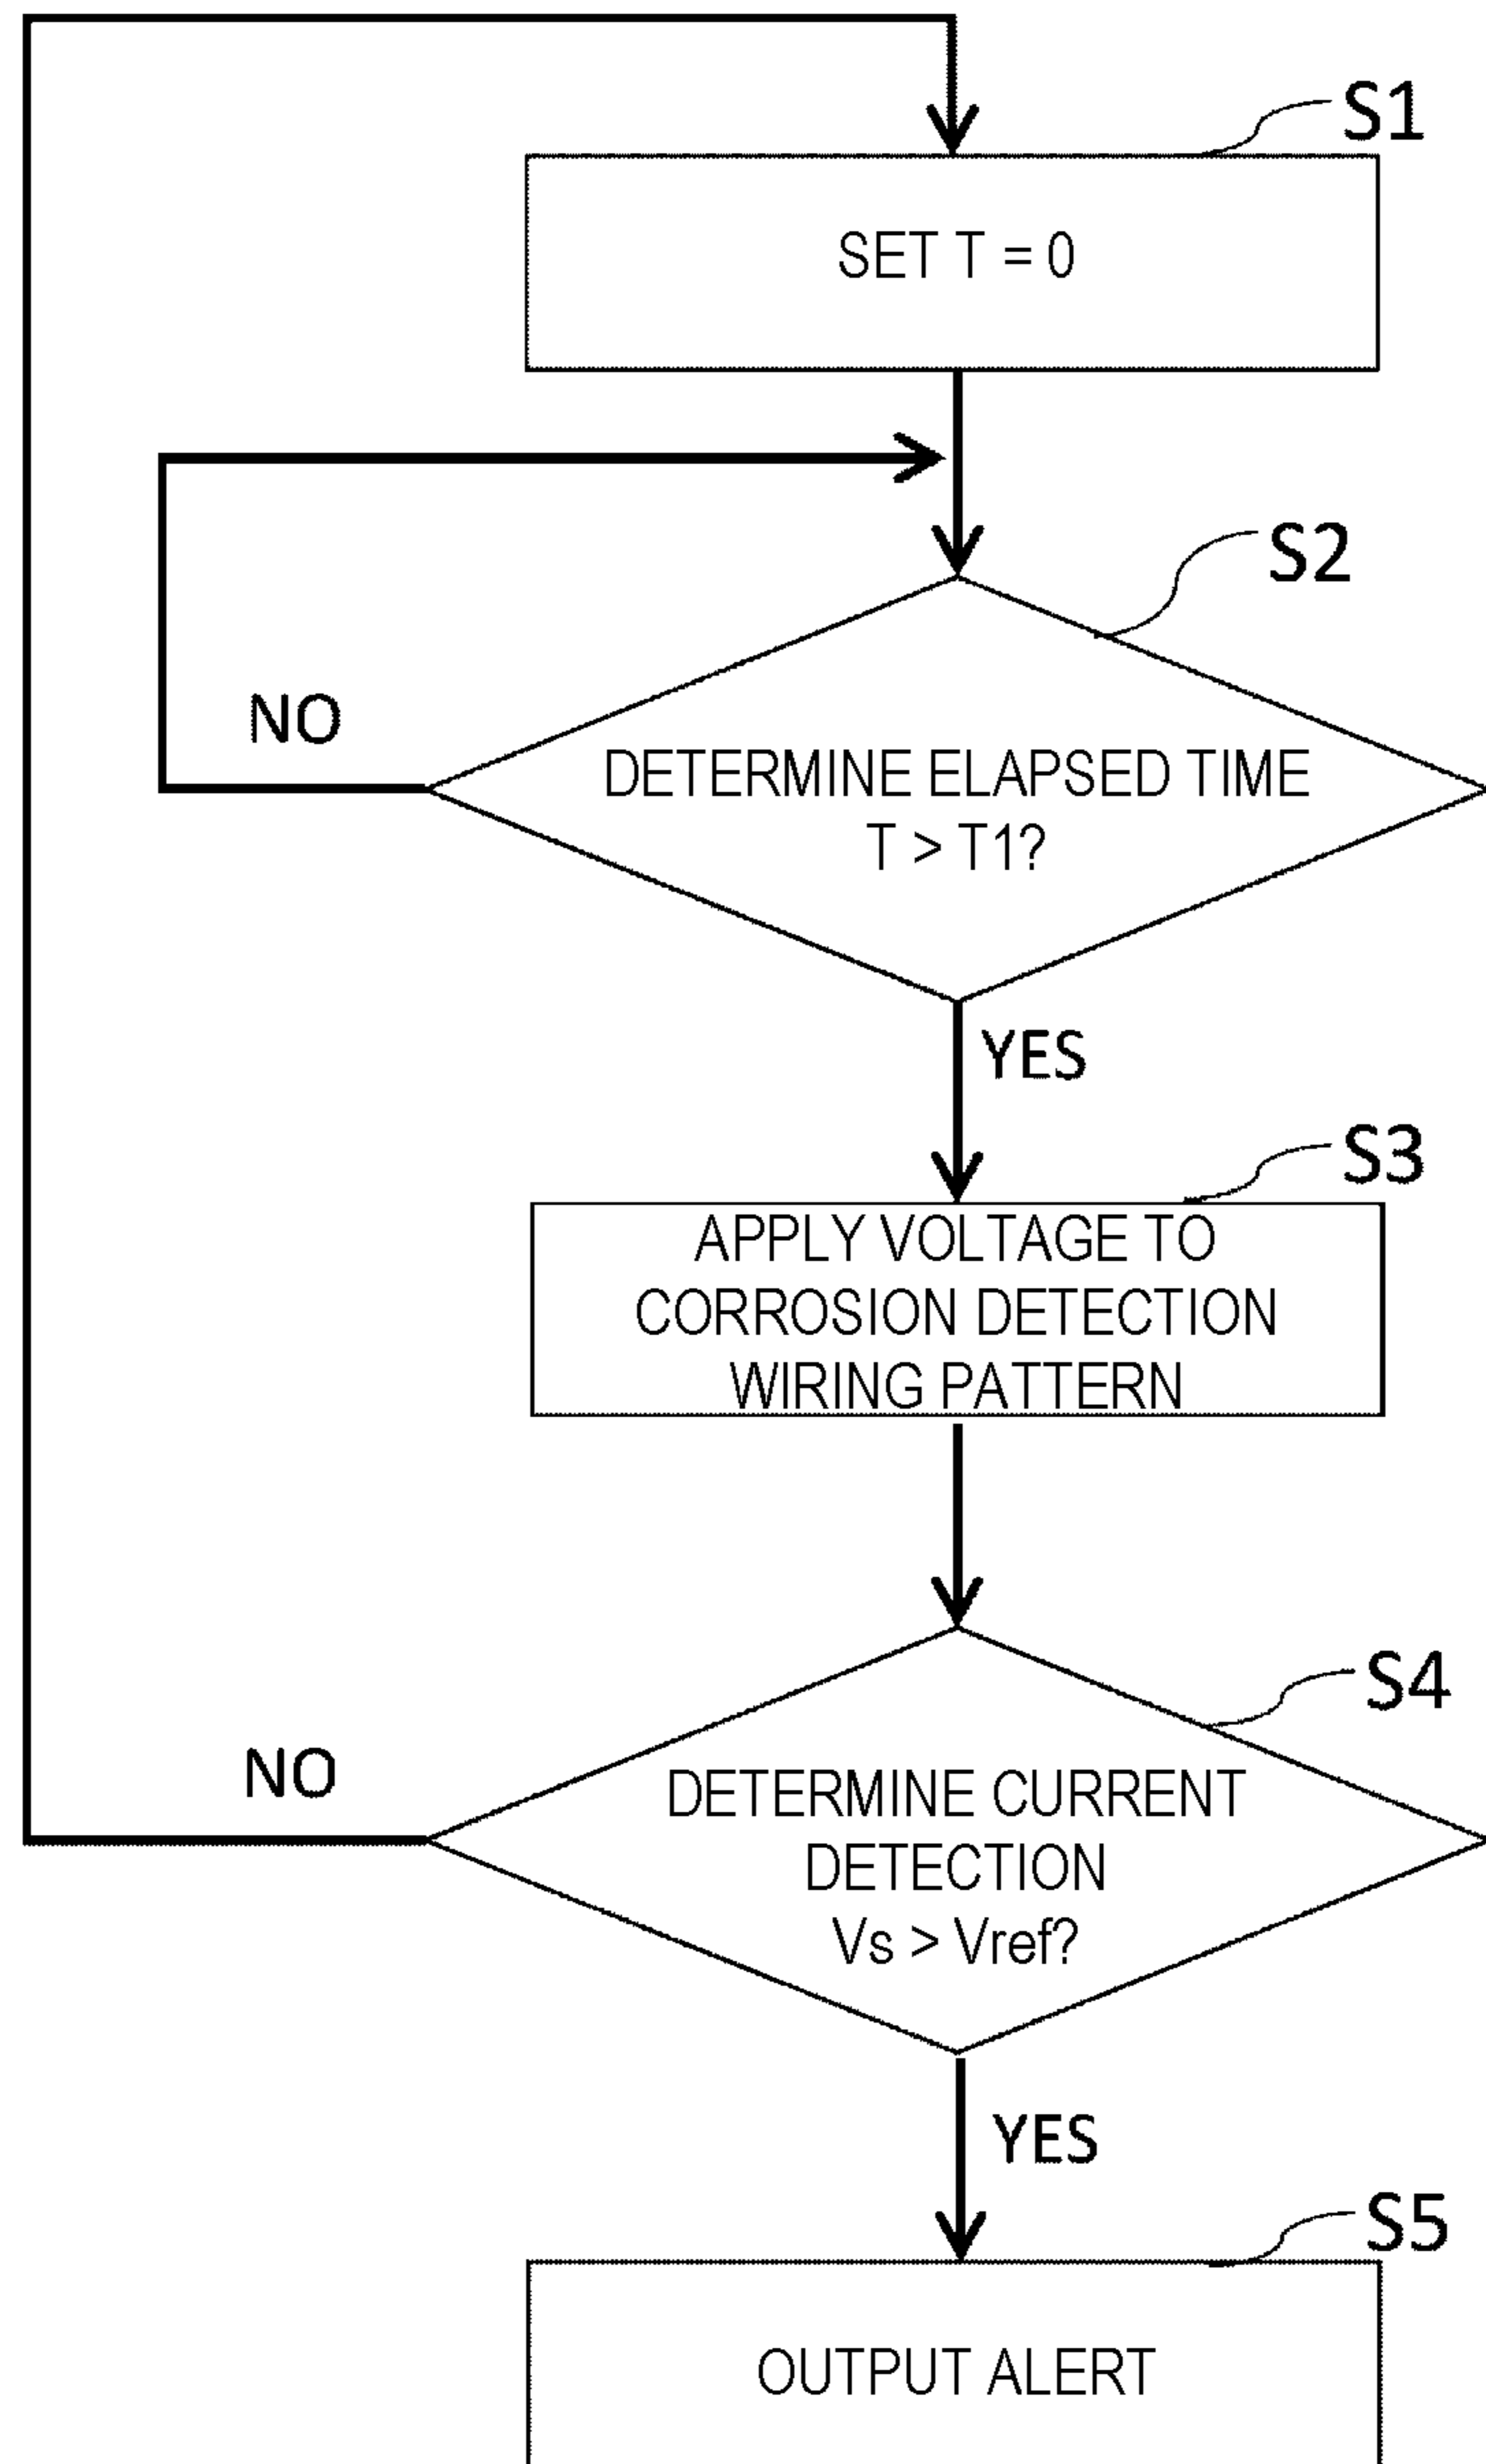 S1
SET T = 0
S2
NO
DETERMINE ELAPSED TIME
T > T1?
YES
S3
APPLY VOLTAGE TO
CORROSION DETECTION
WIRING PATTERN
S4
NO
DETERMINE CURRENT
DETECTION
Vs > Vref?
YES
S5
OUTPUT ALERT